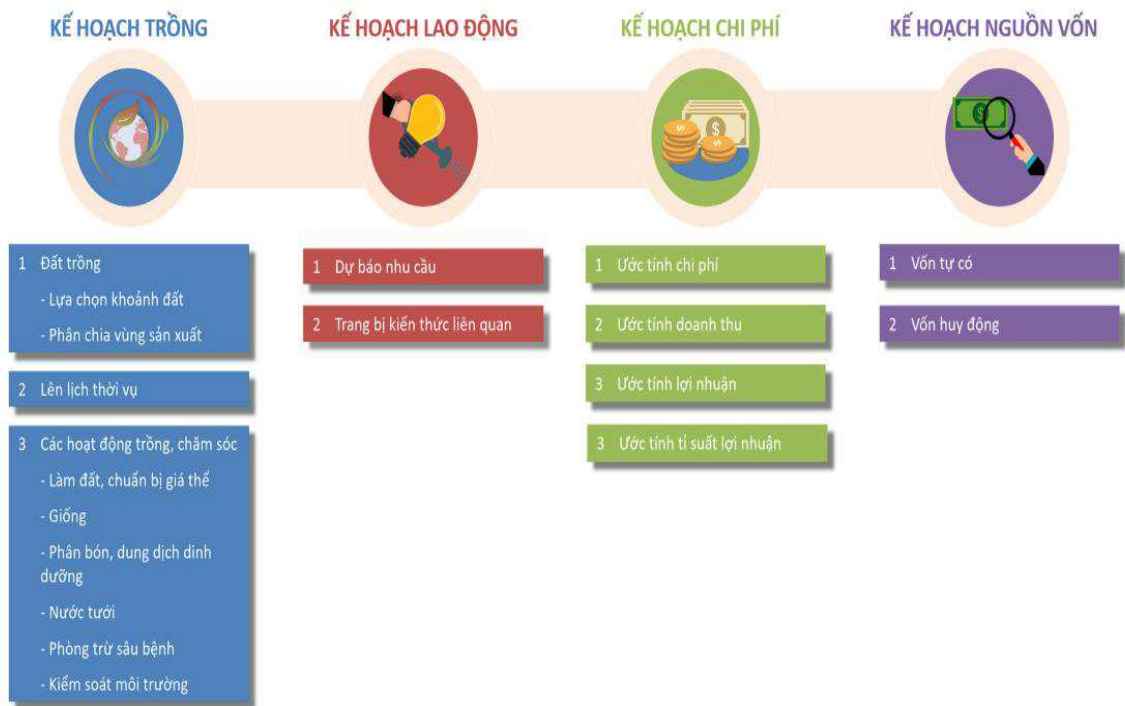 KẾ HOẠCH TRỒNG
1 Đất trồng
- Lựa chọn khoảnh đất
- Phân chia vùng sản xuất
2 Lên lịch thời vụ
3 Các hoạt động trồng, chăm sóc
- Làm đất, chuẩn bị giá thể
- Giống
- Phân bón, dung dịch dinh
dưỡng
- Nước tưới
- Phòng trừ sâu bệnh
- Kiểm soát môi trường
KẾ HOẠCH LAO ĐỘNG
1 Dự báo nhu cầu
2 Trang bị kiến thức liên quan
KẾ HOẠCH CHI PHÍ
1 Ước tính chi phí
2 Ước tính doanh thu
3 Ước tính lợi nhuận
3 Ước tính tỉ suất lợi nhuận
KẾ HOẠCH NGUỒN VỐN
1 Vốn tự có
2 Vốn huy động